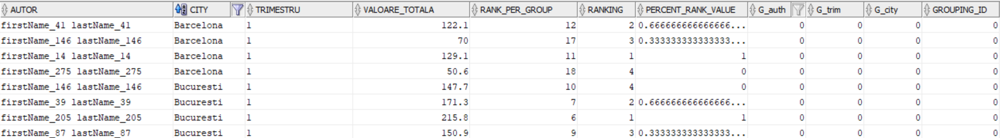 AUTOR CITY TRIMESTRU VALOARE_TOTALA RANK_PER_GROUP RANKING PERCENT_RANK_VALUE G_auth G_trim G_city GROUPING_ID
firstName_41 lastName_41 Barcelona 1 122.1 12 2 0.666666666666666... 0 0 0 0
firstName_146 lastName_146 Barcelona 1 70 17 3 0.333333333333333... 0 0 0 0
firstName_14 lastName_14 Barcelona 1 129.1 11 1 1 0 0 0 0
firstName_275 lastName_275 Barcelona 1 50.6 18 4 0 0 0 0 0
firstName_146 lastName_146 Bucuresti 1 147.7 10 4 0 0 0 0 0
firstName_39 lastName_39 Bucuresti 1 171.3 7 2 0.666666666666666... 0 0 0 0
firstName_205 lastName_205 Bucuresti 1 215.8 6 1 1 0 0 0 0
firstName_87 lastName_87 Bucuresti 1 150.9 9 3 0.333333333333333... 0 0 0 0